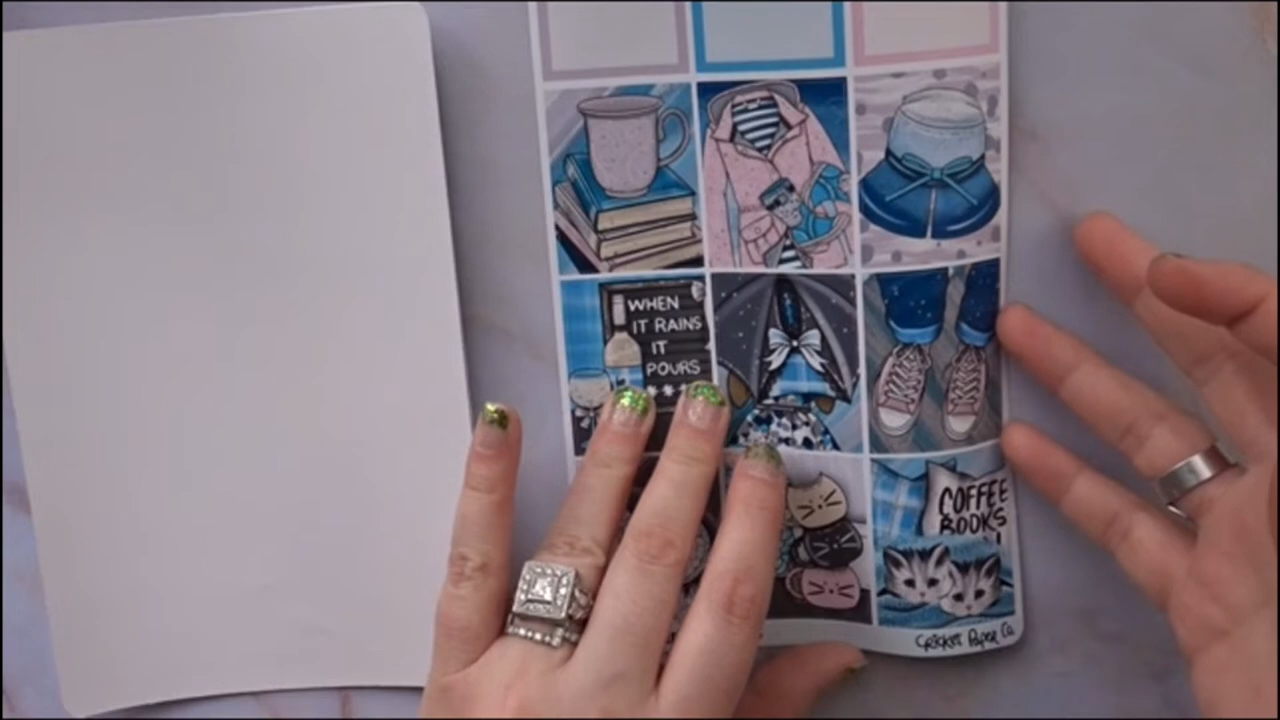 WHEN
IT RAINS
IT
POURS
COFFEE
BOOKS
Cricket Paper Co.